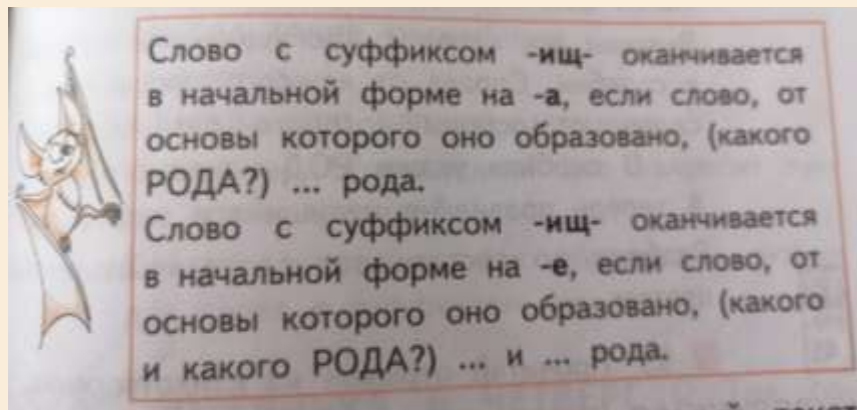 Слово с суффиксом -ищ- оканчивается
в начальной форме на -а, если слово, от
основы которого оно образовано, (какого
РОДА?) ... рода.
Слово с суффиксом -ищ- оканчивается
в начальной форме на -е, если слово, от
основы которого оно образовано, (какого
и какого РОДА?) ... и ... рода.